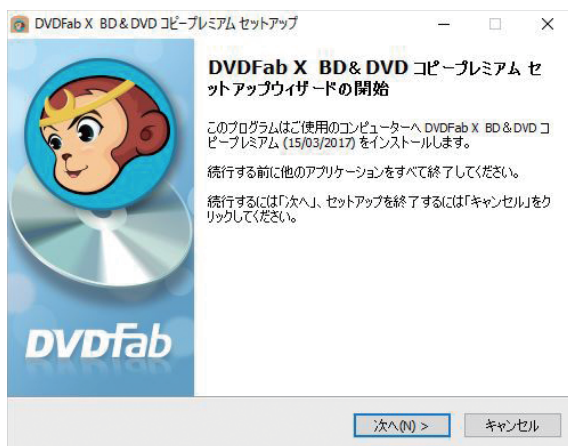 DVDFab X BD & DVD コピープレミアム セットアップ
DVDFab X BD & DVD コピープレミアム セ
ットアップウィザードの開始
このプログラムはご使用のコンピューターへ DVDFab X BD & DVD コ
ピープレミアム (15/03/2017) をインストールします。
続行する前に他のアプリケーションをすべて終了してください。
続行するには「次へ」、セットアップを終了するには「キャンセル」をク
リックしてください。
DVDFab
次へ(N) >
キャンセル